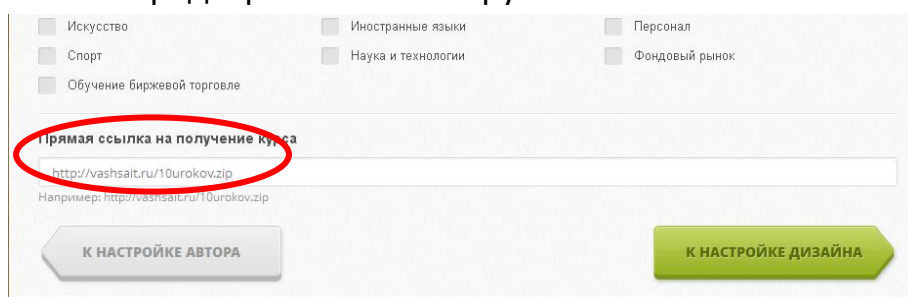 Искусство Иностранные языки Персонал
Спорт Наука и технологии Фондовый рынок
Обучение биржевой торговле
Прямая ссылка на получение курса
http://vashsait.ru/10urokov.zip
Например: http://vashsait.ru/10urokov.zip
К НАСТРОЙКЕ АВТОРА К НАСТРОЙКЕ ДИЗАЙНА